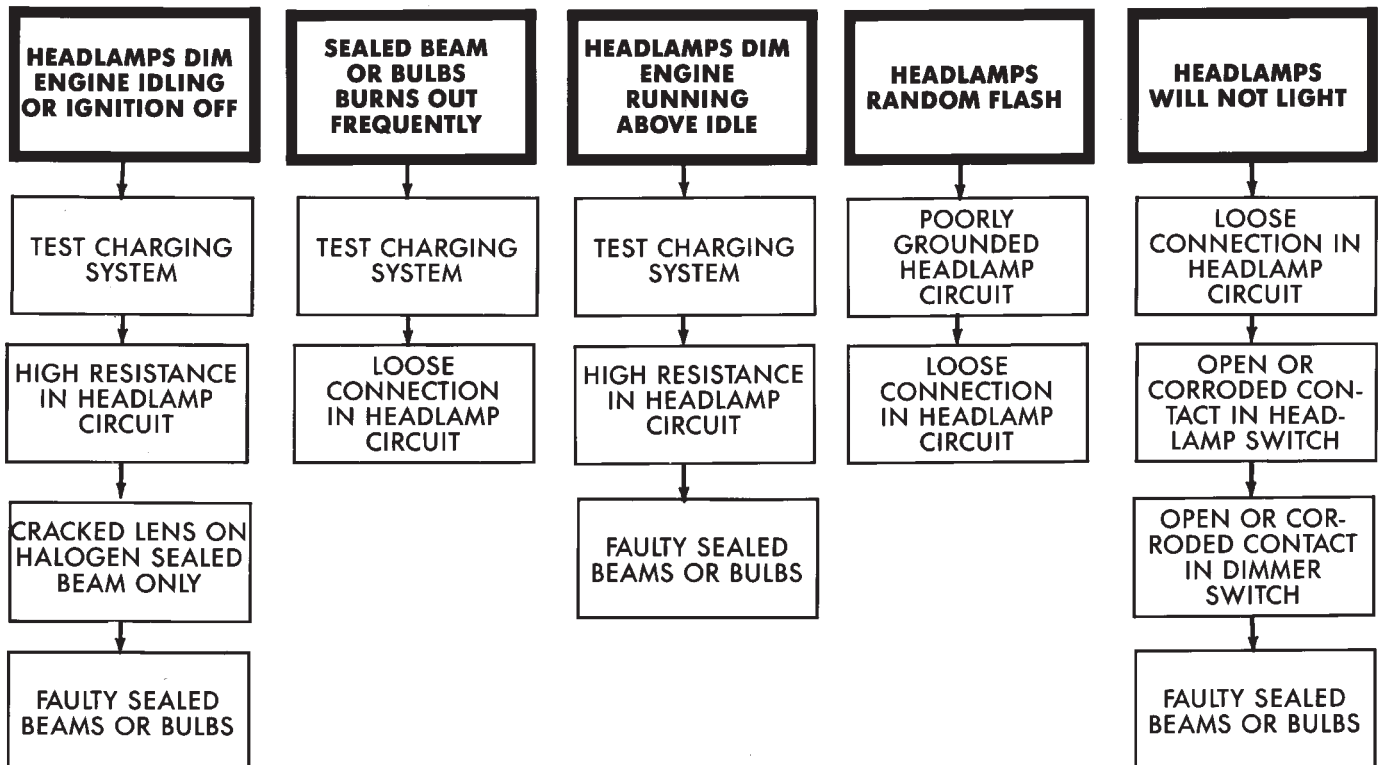 HEADLAMPS DIM
ENGINE IDLING
OR IGNITION OFF
TEST CHARGING
SYSTEM
HIGH RESISTANCE
IN HEADLAMP
CIRCUIT
CRACKED LENS ON
HALOGEN SEALED
BEAM ONLY
FAULTY SEALED
BEAMS OR BULBS
SEALED BEAM
OR BULBS
BURNS OUT
FREQUENTLY
TEST CHARGING
SYSTEM
LOOSE
CONNECTION
IN HEADLAMP
CIRCUIT
HEADLAMPS DIM
ENGINE
RUNNING
ABOVE IDLE
TEST CHARGING
SYSTEM
HIGH RESISTANCE
IN HEADLAMP
CIRCUIT
FAULTY SEALED
BEAMS OR BULBS
HEADLAMPS
RANDOM FLASH
POORLY
GROUNDED
HEADLAMP
CIRCUIT
LOOSE
CONNECTION
IN HEADLAMP
CIRCUIT
HEADLAMPS
WILL NOT LIGHT
LOOSE
CONNECTION IN
HEADLAMP
CIRCUIT
OPEN OR
CORRODED CON-
TACT IN HEAD-
LAMP SWITCH
OPEN OR COR-
RODED CONTACT
IN DIMMER
SWITCH
FAULTY SEALED
BEAMS OR BULBS